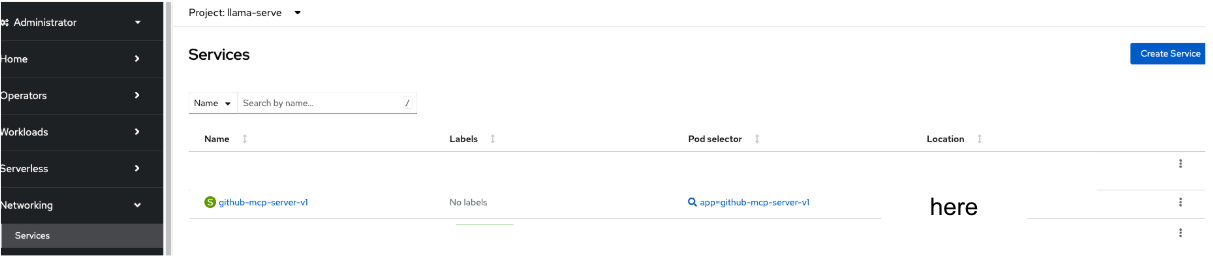 Administrator
Home
Operators
Workloads
Serverless
Networking
Services
Project: llama-serve
Services
Create Service
Name Search by name... /
Name Labels Pod selector Location
S github-mcp-server-v1 No labels app=github-mcp-server-v1 here